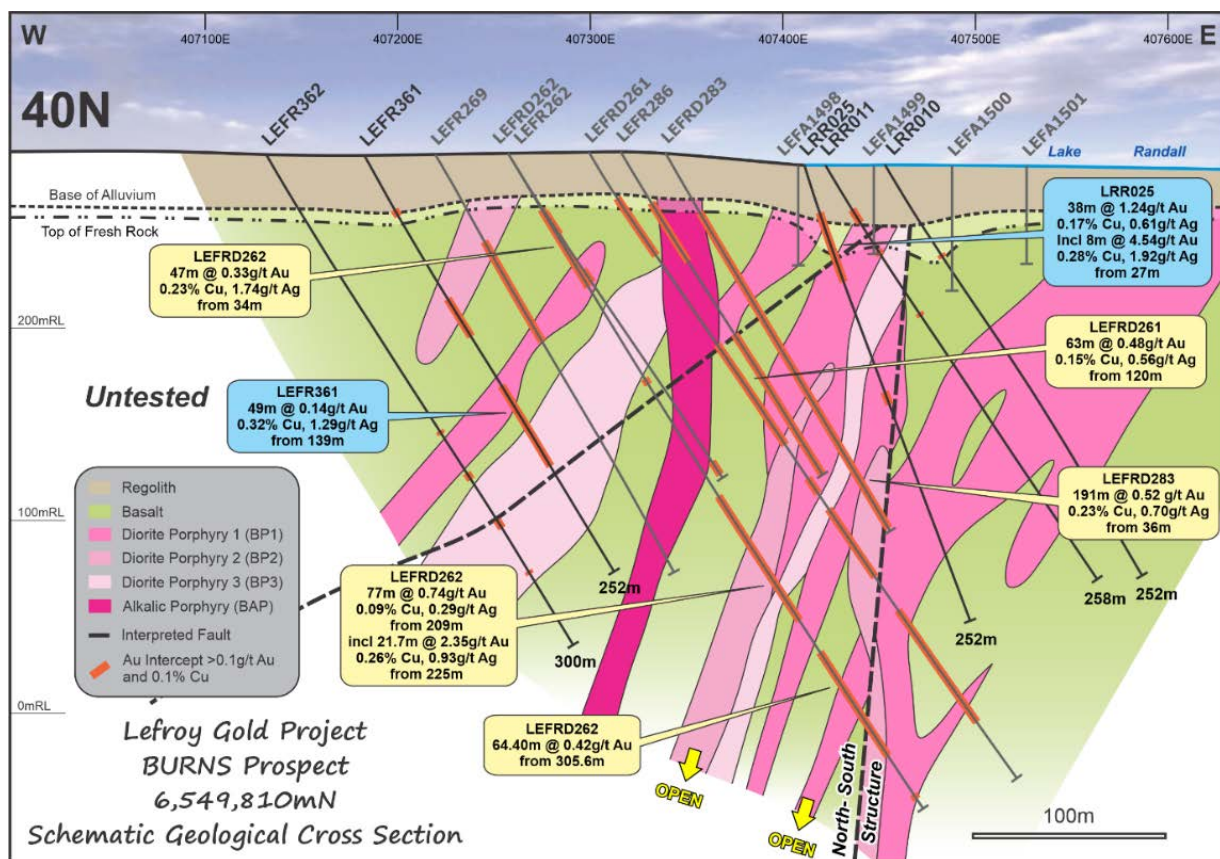 W
407100E
407200
407300
407400
407500
407600
E
40N
LEFR362
LEFR361
LEFR269
LEFRD262
LEFR262
LEFRD261
LEFR286
LEFRD283
LEFA1498
LRR025
LRR011
LEFA1499
LRR010
LEFA1500
LEFA1501
Lake Randall
Base of Alluvium
Top of Fresh Rock
LRR025
38m @ 1.24g/t Au
0.17% Cu, 0.61g/t Ag
Incl 8m @ 4.54g/t Au
0.28% Cu, 1.92g/t Ag
from 27m
LEFRD262
47m @ 0.33g/t Au
0.23% Cu, 1.74g/t Ag
from 34m
200mRL
LEFRD261
63m @ 0.48g/t Au
0.15% Cu, 0.56g/t Ag
from 120m
Untested
LEFR361
49m @ 0.14g/t Au
0.32% Cu, 1.29g/t Ag
from 139m
Regolith
Basalt
Diorite Porphyry 1 (BP1)
Diorite Porphyry 2 (BP2)
Diorite Porphyry 3 (BP3)
Alkalic Porphyry (BAP)
Interpreted Fault
Au Intercept >0.1g/t Au
and 0.1% Cu
100mRL
LEFRD283
191m @ 0.52 g/t Au
0.23% Cu, 0.70g/t Ag
from 36m
LEFRD262
77m @ 0.74g/t Au
0.09% Cu, 0.29g/t Ag
from 209m
incl 21.7m @ 2.35g/t Au
0.26% Cu, 0.93g/t Ag
from 225m
252m
300m
252m
258m
252m
0mRL
LEFRD262
64.40m @ 0.42g/t Au
from 305.6m
OPEN
OPEN
North- South
Structure
100m
Lefroy Gold Project
BURNS Prospect
6,549,810mN
Schematic Geological Cross Section